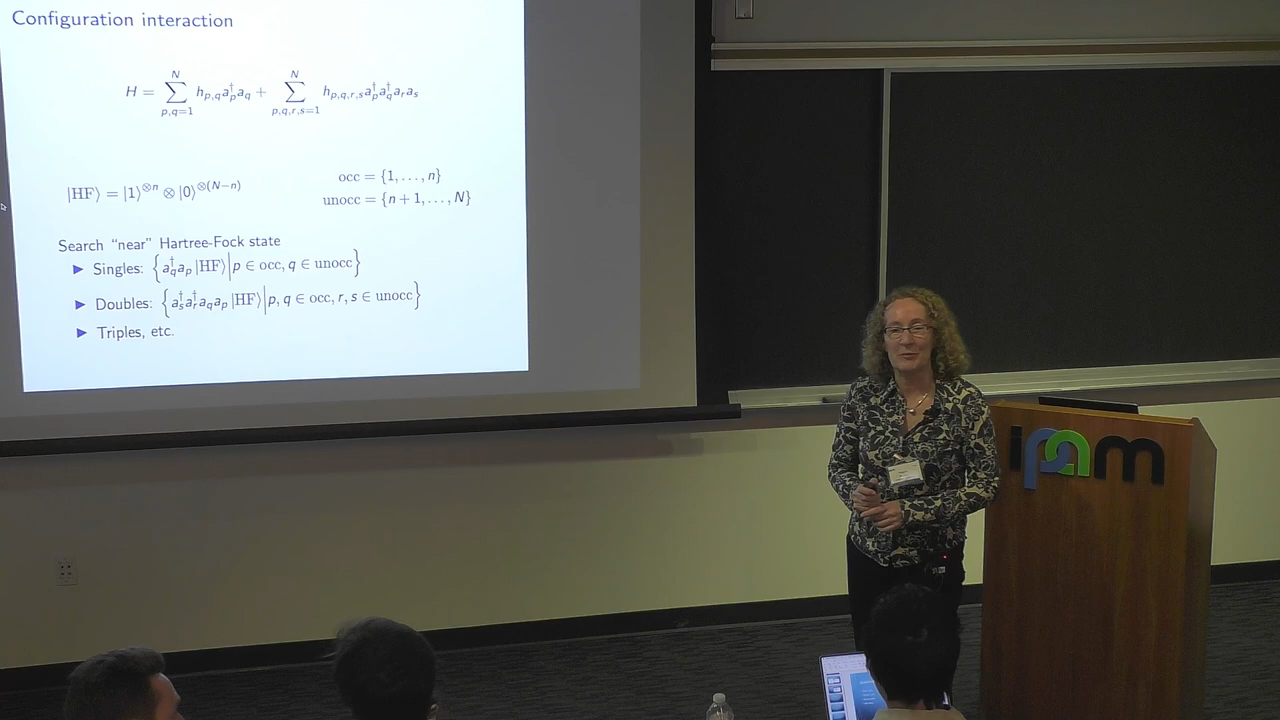 Configuration interaction
H = \sum_{p,q=1}^{N} h_{p,q} a_p^† a_q + \sum_{p,q,r,s=1}^{N} h_{p,q,r,s} a_p^† a_q^† a_r a_s
|HF⟩ = |1⟩^{⊗n} ⊗ |0⟩^{⊗(N−n)}
occ = {1, . . . , n}
unocc = {n + 1, . . . , N}
Search “near” Hartree-Fock state
▶ Singles: {a_q^† a_p |HF⟩ | p ∈ occ, q ∈ unocc}
▶ Doubles: {a_s^† a_r^† a_q a_p |HF⟩ | p, q ∈ occ, r, s ∈ unocc}
▶ Triples, etc.
ipam